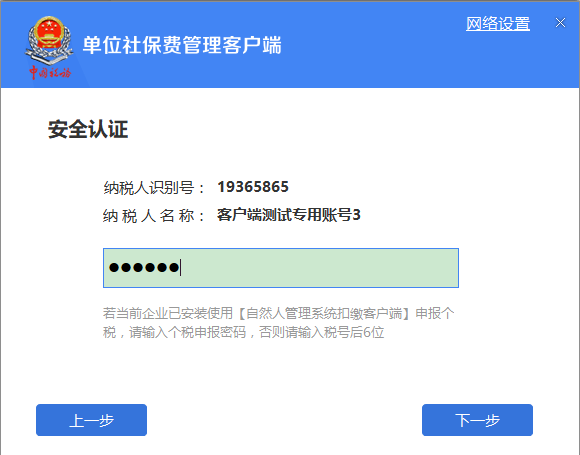 网络设置
单位社保费管理客户端
中国税务
安全认证
纳税人识别号： 19365865
纳 税 人 名 称： 客户端测试专用账号3
●●●●●●
若当前企业已安装使用【自然人管理系统扣缴客户端】申报个
税，请输入个税申报密码，否则请输入税号后6位
上一步
下一步